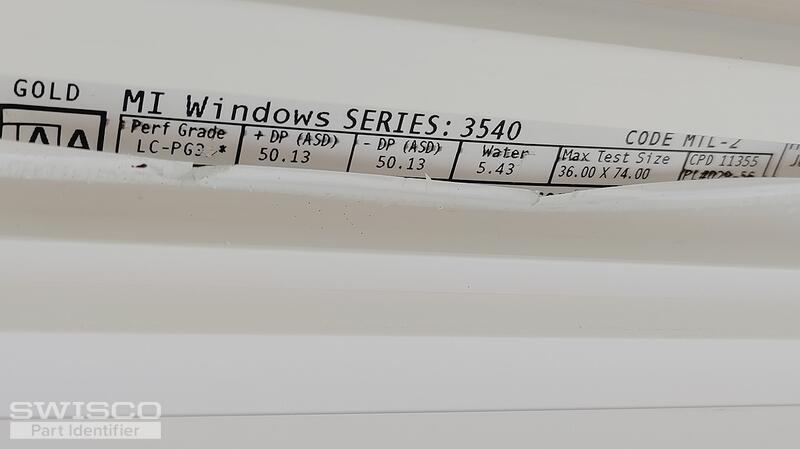 GOLD
MI Windows SERIES: 3540
CODE MTL-2
Perf Grade
+ DP (ASD)
- DP (ASD)
Water
Max Test Size
CPD 11355
50.13
50.13
5.43
36.00 X 74.00
SWISCO
Part Identifier